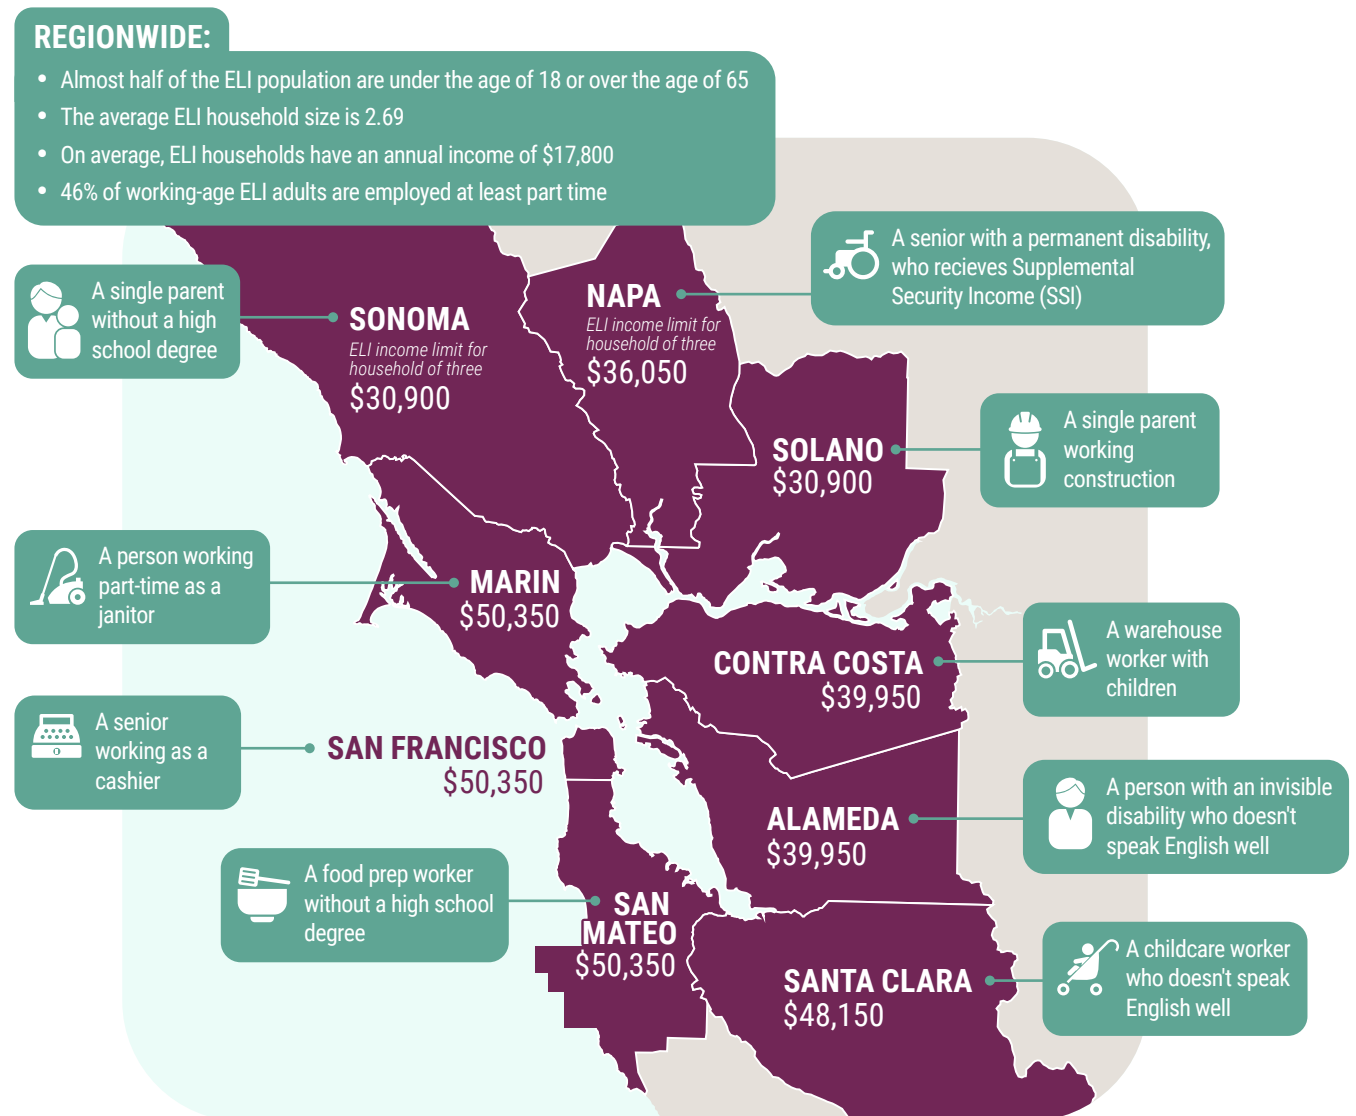 REGIONWIDE:
• Almost half of the ELI population are under the age of 18 or over the age of 65
• The average ELI household size is 2.69
• On average, ELI households have an annual income of $17,800
• 46% of working-age ELI adults are employed at least part time
A senior with a permanent disability,
who recieves Supplemental
Security Income (SSI)
A single parent
without a high
school degree
SONOMA
ELI income limit for
household of three
$30,900
NAPA
ELI income limit for
household of three
$36,050
SOLANO
$30,900
A single parent
working
construction
A person working
part-time as a
janitor
MARIN
$50,350
CONTRA COSTA
$39,950
A warehouse
worker with
children
A senior
working as a
cashier
SAN FRANCISCO
$50,350
ALAMEDA
$39,950
A person with an invisible
disability who doesn't
speak English well
A food prep worker
without a high school
degree
SAN
MATEO
$50,350
SANTA CLARA
$48,150
A childcare worker
who doesn't speak
English well